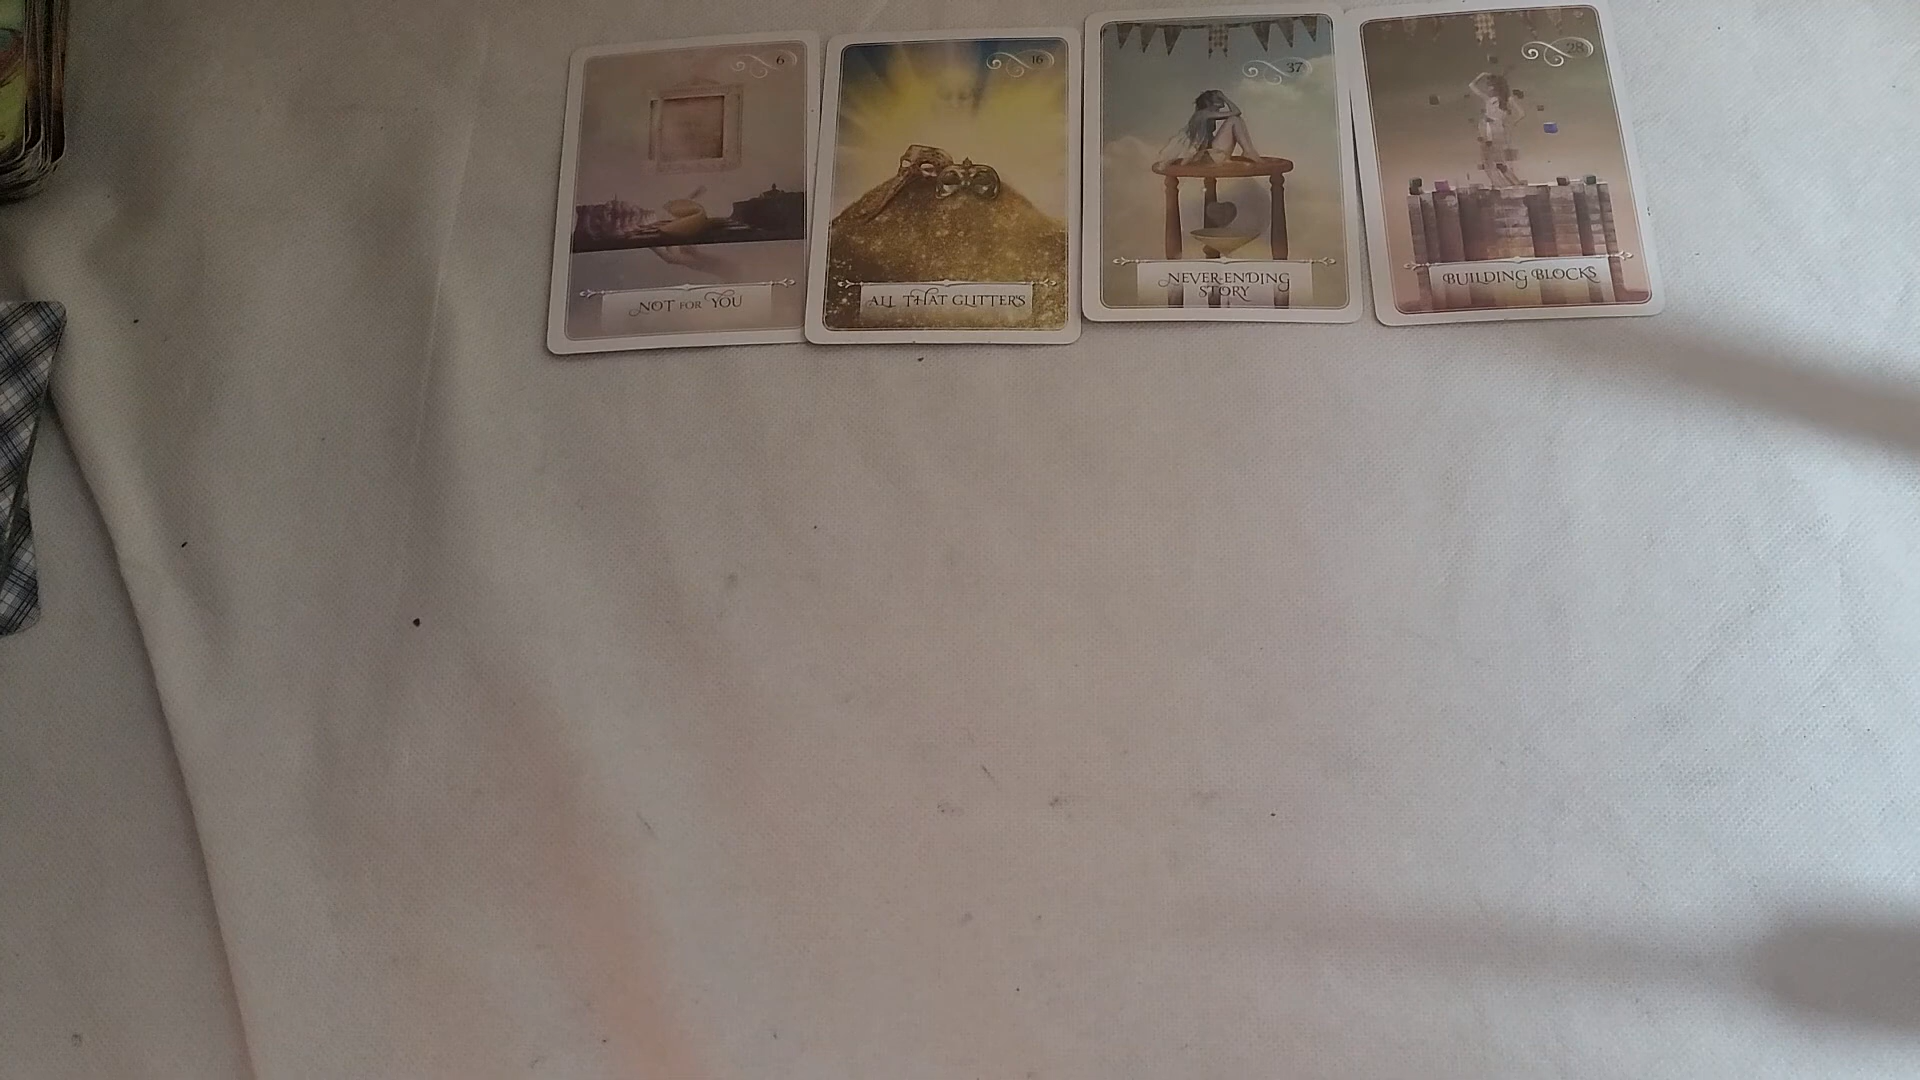 6
NOT FOR YOU
16
ALL THAT GLITTERS
37
NEVER-ENDING
STORY
28
BUILDING BLOCKS